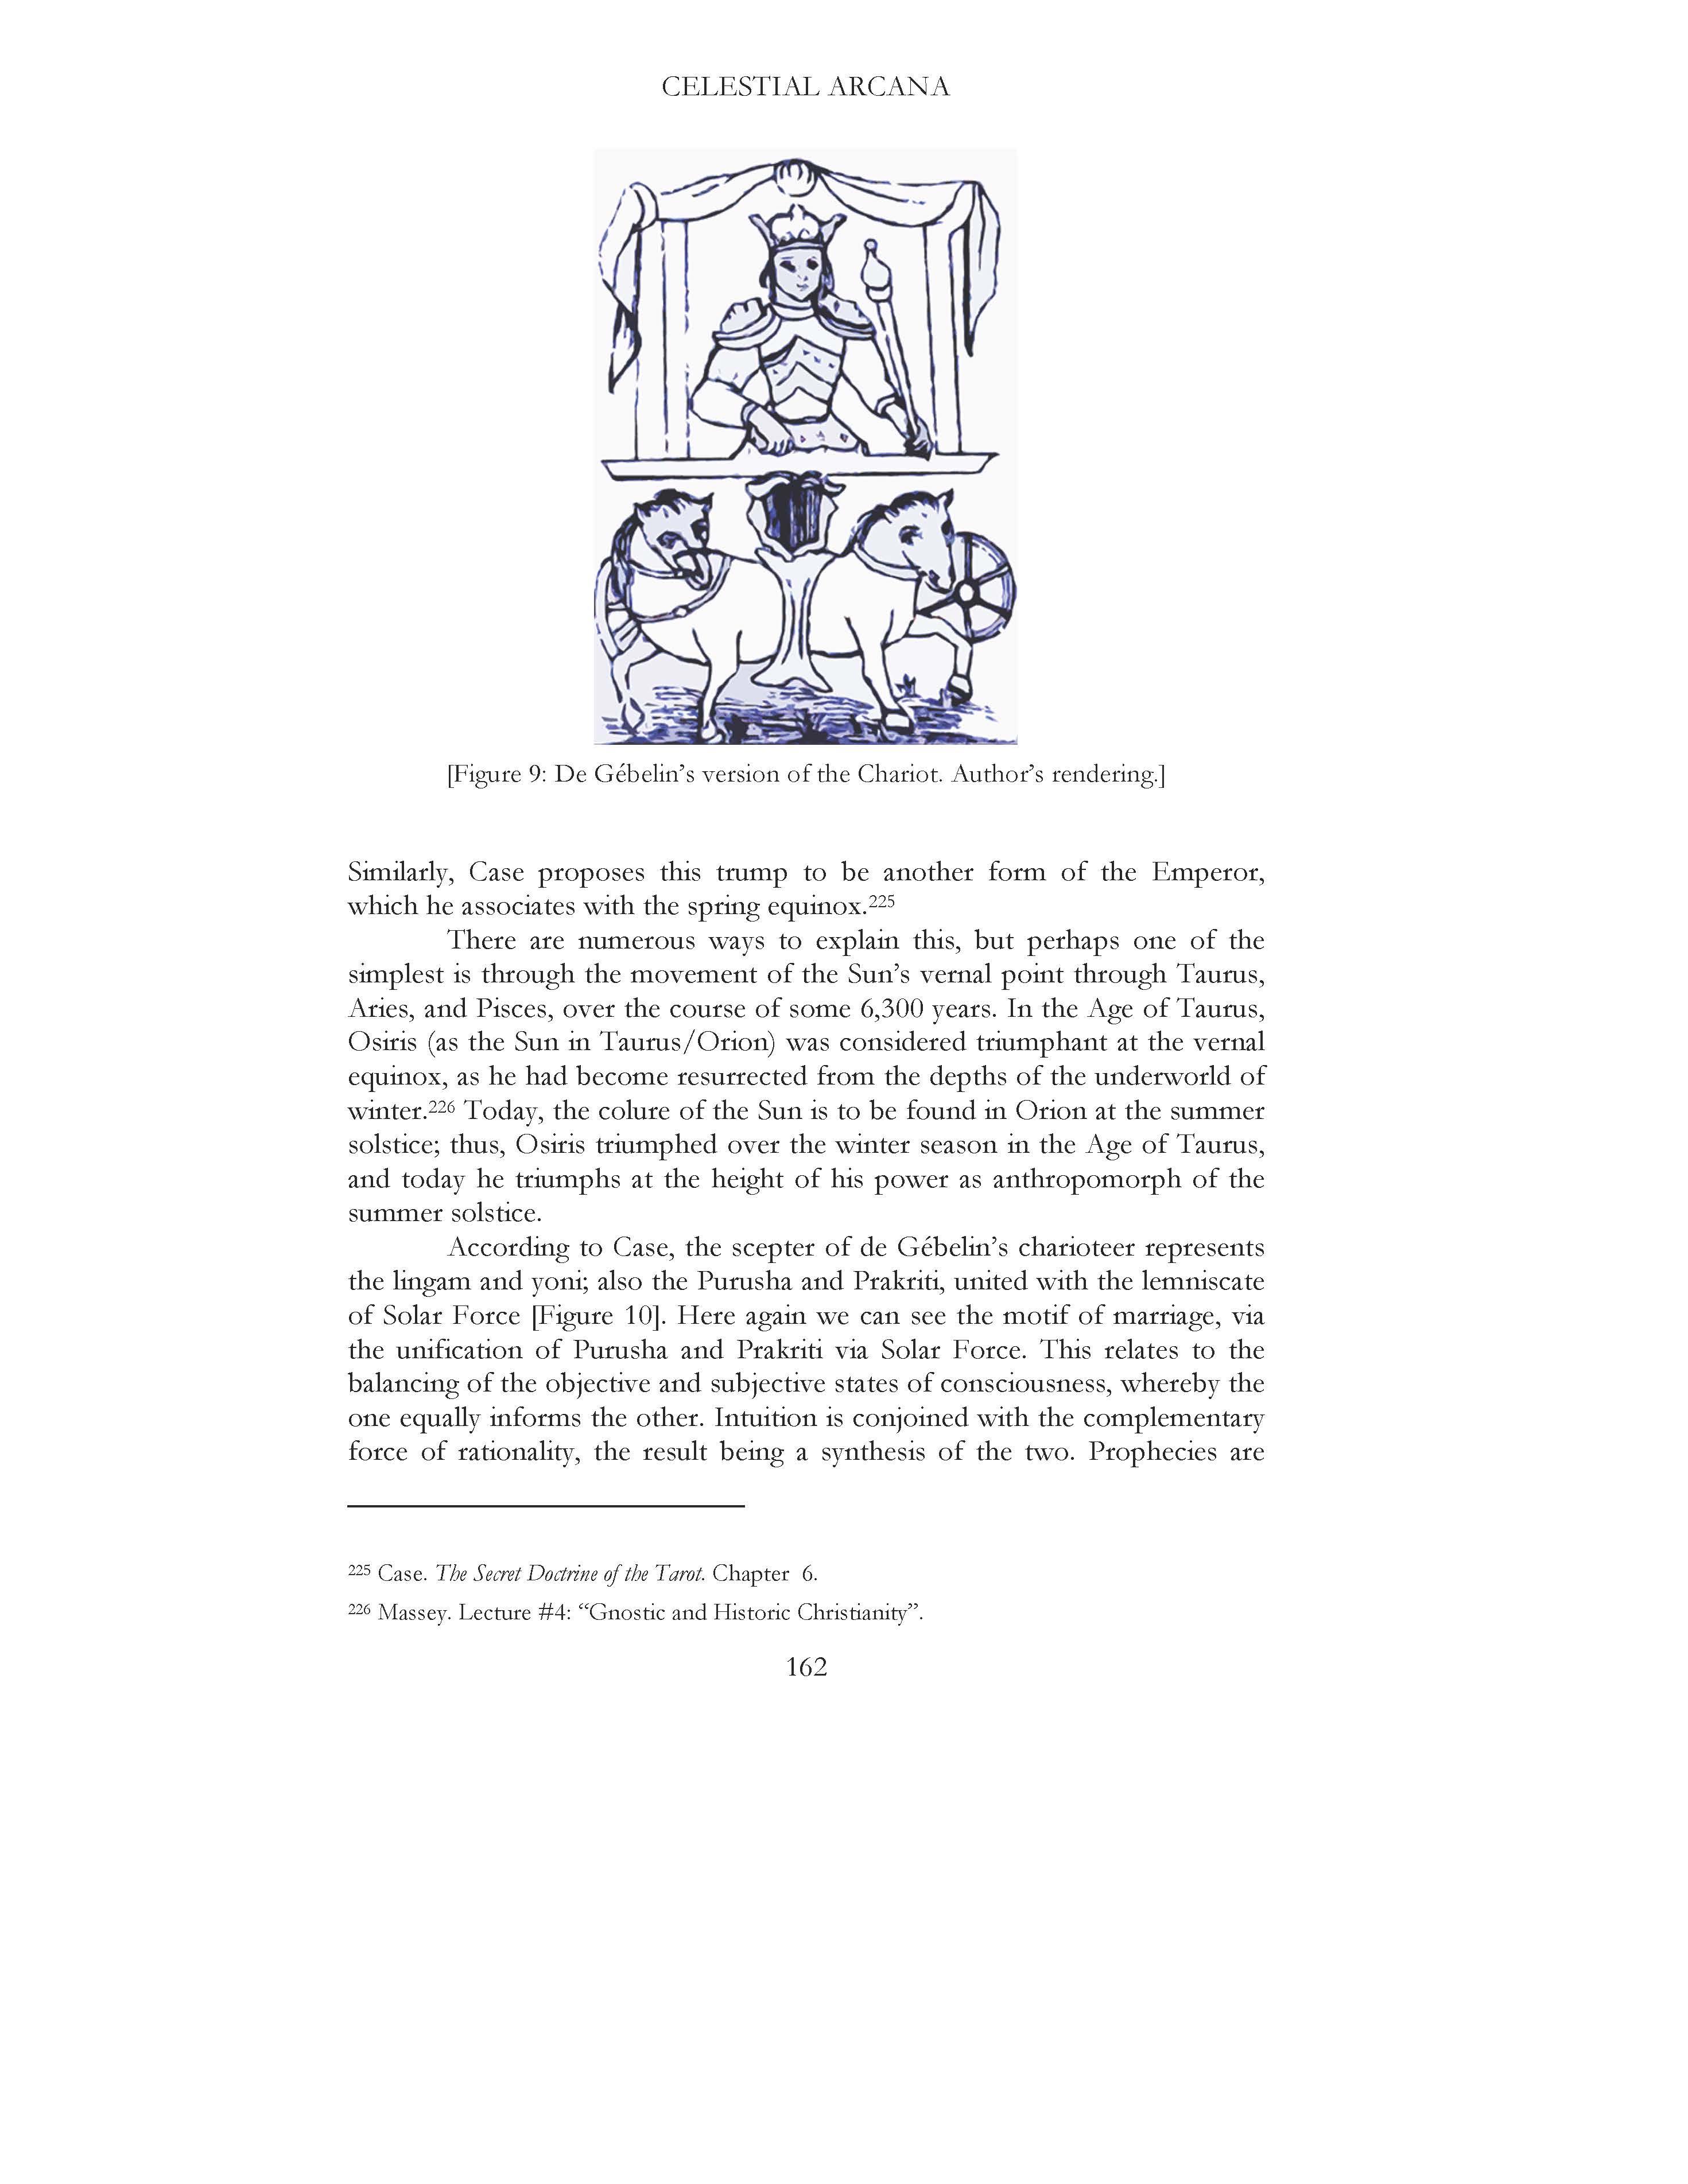 CELESTIAL ARCANA
[Figure 9: De Gébelin’s version of the Chariot. Author’s rendering.]
Similarly, Case proposes this trump to be another form of the Emperor,
which he associates with the spring equinox.225
There are numerous ways to explain this, but perhaps one of the
simplest is through the movement of the Sun’s vernal point through Taurus,
Aries, and Pisces, over the course of some 6,300 years. In the Age of Taurus,
Osiris (as the Sun in Taurus/Orion) was considered triumphant at the vernal
equinox, as he had become resurrected from the depths of the underworld of
winter.226 Today, the colure of the Sun is to be found in Orion at the summer
solstice; thus, Osiris triumphed over the winter season in the Age of Taurus,
and today he triumphs at the height of his power as anthropomorph of the
summer solstice.
According to Case, the scepter of de Gébelin’s charioteer represents
the lingam and yoni; also the Purusha and Prakriti, united with the lemniscate
of Solar Force [Figure 10]. Here again we can see the motif of marriage, via
the unification of Purusha and Prakriti via Solar Force. This relates to the
balancing of the objective and subjective states of consciousness, whereby the
one equally informs the other. Intuition is conjoined with the complementary
force of rationality, the result being a synthesis of the two. Prophecies are
225 Case. The Secret Doctrine of the Tarot. Chapter 6.
226 Massey. Lecture #4: “Gnostic and Historic Christianity”.
162